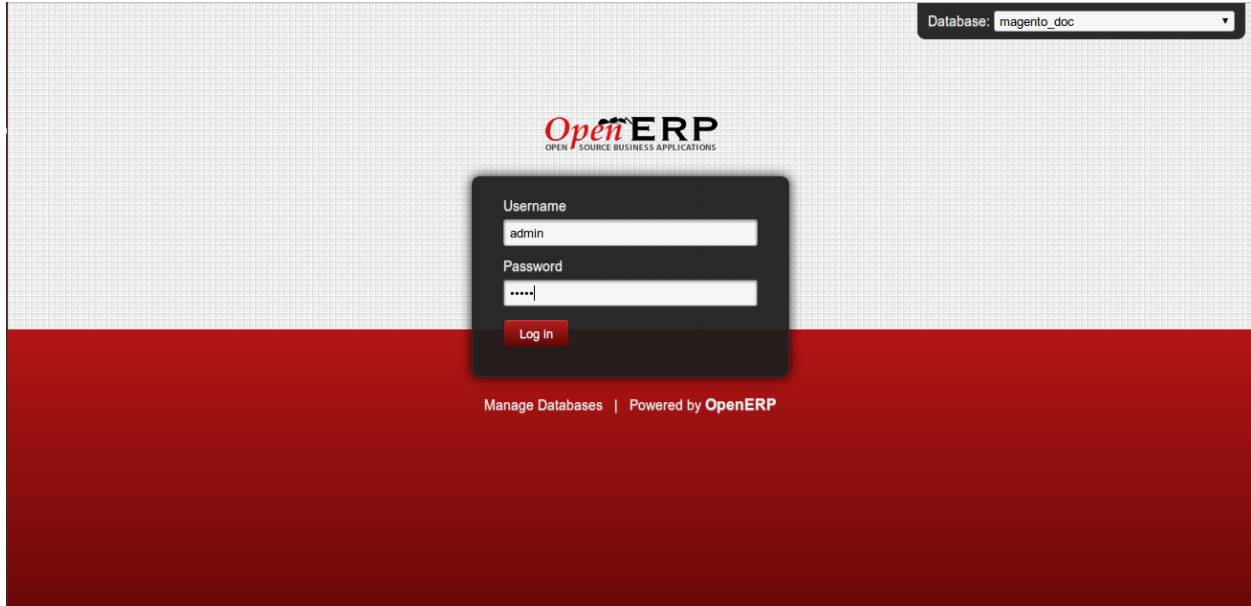 Database: magento_doc
OpenERP
OPEN SOURCE BUSINESS APPLICATIONS
Username
admin
Password
•••••
Log in
Manage Databases | Powered by OpenERP